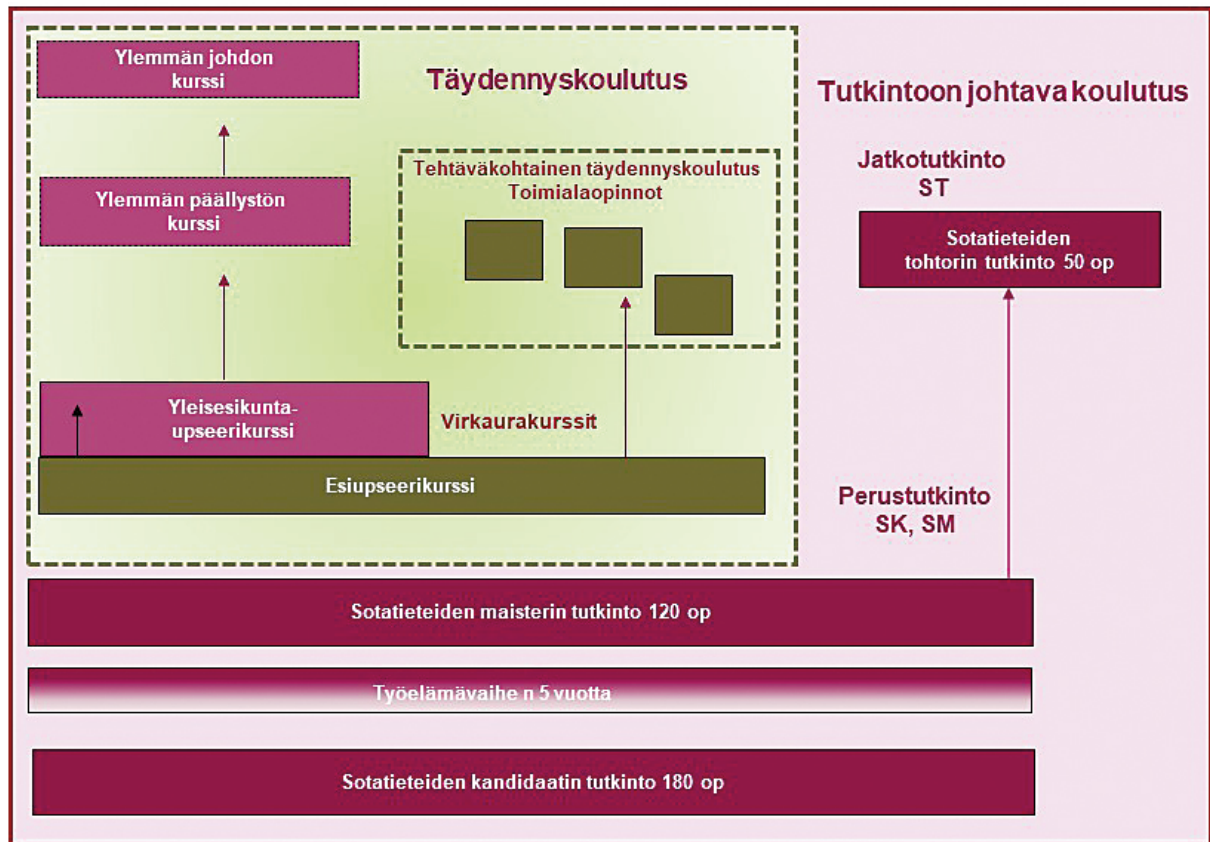 Ylemmän johdon
kurssi
Täydennyskoulutus
Tutkintoon johtava koulutus
Tehtäväkohtainen täydennyskoulutus
Toimialaopinnot
Jatkotutkinto
ST
Ylemmän päällystön
kurssi
Sotatieteiden
tohtorin tutkinto 50 op
Yleisesikunta-
upseerikurssi
Virkaurakurssit
Esiupseerikurssi
Perustutkinto
SK, SM
Sotatieteiden maisterin tutkinto 120 op
Työelämävaihe n 5 vuotta
Sotatieteiden kandidaatin tutkinto 180 op